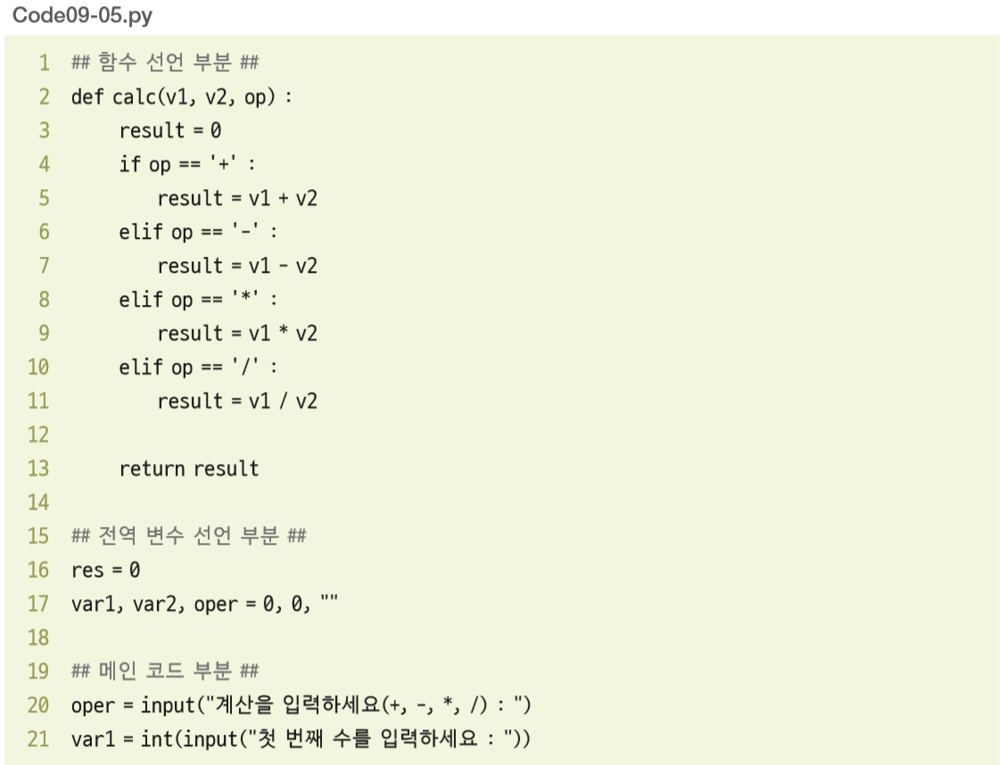 Code09-05.py
1 ## 함수 선언 부분 ##
2 def calc(v1, v2, op) :
3     result = 0
4     if op == '+' :
5         result = v1 + v2
6     elif op == '-' :
7         result = v1 - v2
8     elif op == '*' :
9         result = v1 * v2
10     elif op == '/' :
11         result = v1 / v2
12
13     return result
14
15 ## 전역 변수 선언 부분 ##
16 res = 0
17 var1, var2, oper = 0, 0, ""
18
19 ## 메인 코드 부분 ##
20 oper = input("계산을 입력하세요(+, -, *, /) : ")
21 var1 = int(input("첫 번째 수를 입력하세요 : "))